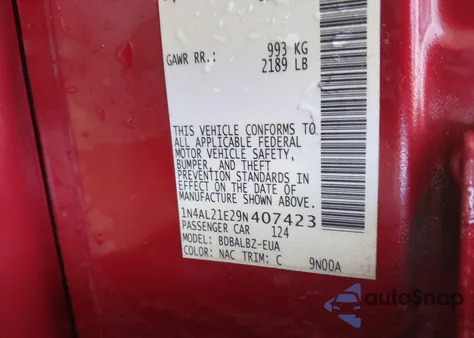 GAWR RR.: 993 KG
2189 LB
THIS VEHICLE CONFORMS TO
ALL APPLICABLE FEDERAL
MOTOR VEHICLE SAFETY,
BUMPER, AND THEFT
PREVENTION STANDARDS IN
EFFECT ON THE DATE OF
MANUFACTURE SHOWN ABOVE.
1N4AL21E29N407423
PASSENGER CAR 124
MODEL: BDBALBZ-EUA
COLOR: NAC TRIM: C 9N00A
autoSnap